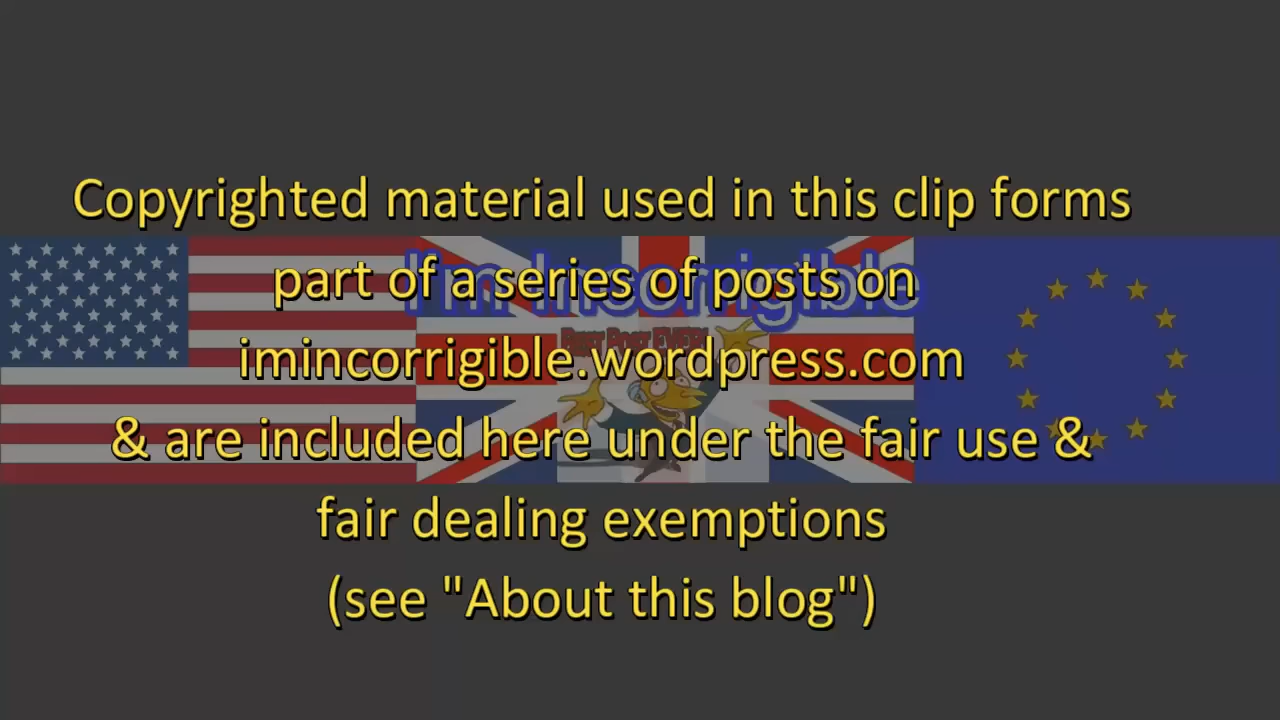 Copyrighted material used in this clip forms
part of a series of posts on
I'm Incorrigible
imincorrigible.wordpress.com
& are included here under the fair use &
fair dealing exemptions
(see "About this blog")